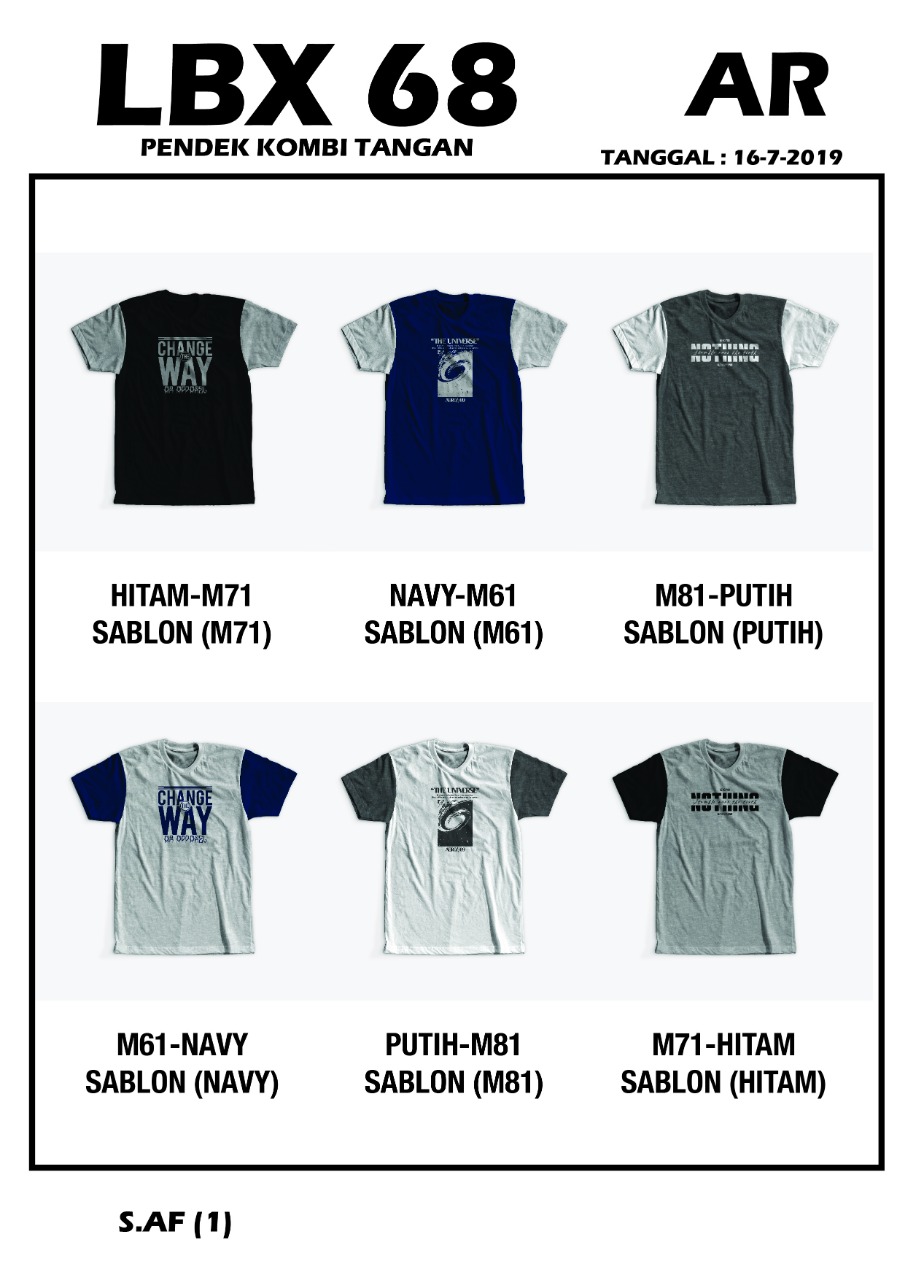 LBX 68
AR
PENDEK KOMBI TANGAN
TANGGAL : 16-7-2019
CHANGE
THE
WAY
"THE UNIVERSE"
NOTHING
HITAM-M71
SABLON (M71)
NAVY-M61
SABLON (M61)
M81-PUTIH
SABLON (PUTIH)
CHANGE
THE
WAY
"THE UNIVERSE"
NOTHING
M61-NAVY
SABLON (NAVY)
PUTIH-M81
SABLON (M81)
M71-HITAM
SABLON (HITAM)
S.AF (1)